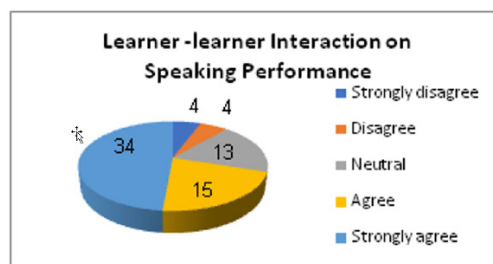 Learner -learner Interaction on
Speaking Performance
4 4
34
13
15
Strongly disagree
Disagree
Neutral
Agree
Strongly agree